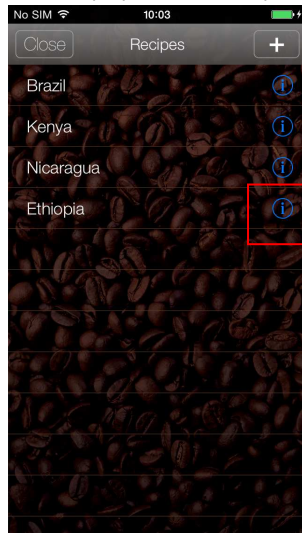 No SIM 10:03
Close Recipes +
Brazil i
Kenya i
Nicaragua i
Ethiopia i